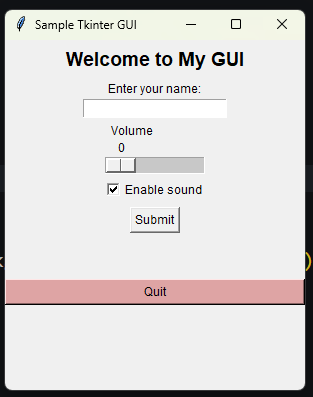 Sample Tkinter GUI
Welcome to My GUI
Enter your name:
Volume
0
Enable sound
Submit
Quit
)